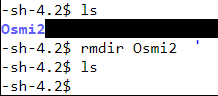 -sh-4.2$ ls
Osmi2
-sh-4.2$ rmdir Osmi2 '
-sh-4.2$ ls
-sh-4.2$